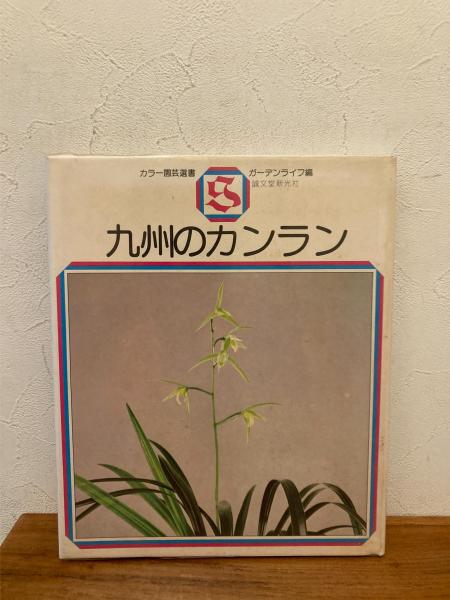 カラー園芸選書
S
ガーデンライフ編
誠文堂新光社
九州のカンラン